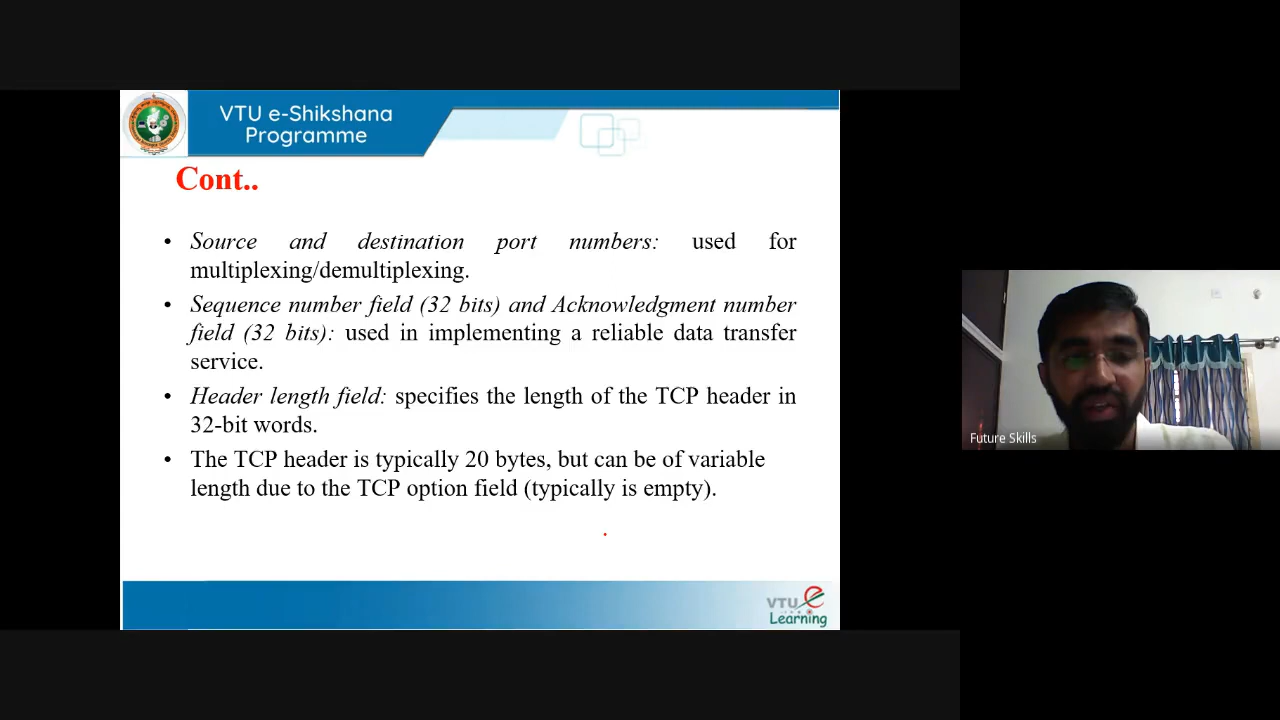 VTU e-Shikshana
Programme
Cont..
• Source and destination port numbers: used for
multiplexing/demultiplexing.
• Sequence number field (32 bits) and Acknowledgment number
field (32 bits): used in implementing a reliable data transfer
service.
• Header length field: specifies the length of the TCP header in
32-bit words.
• The TCP header is typically 20 bytes, but can be of variable
length due to the TCP option field (typically is empty).
Future Skills
VTU e
Learning